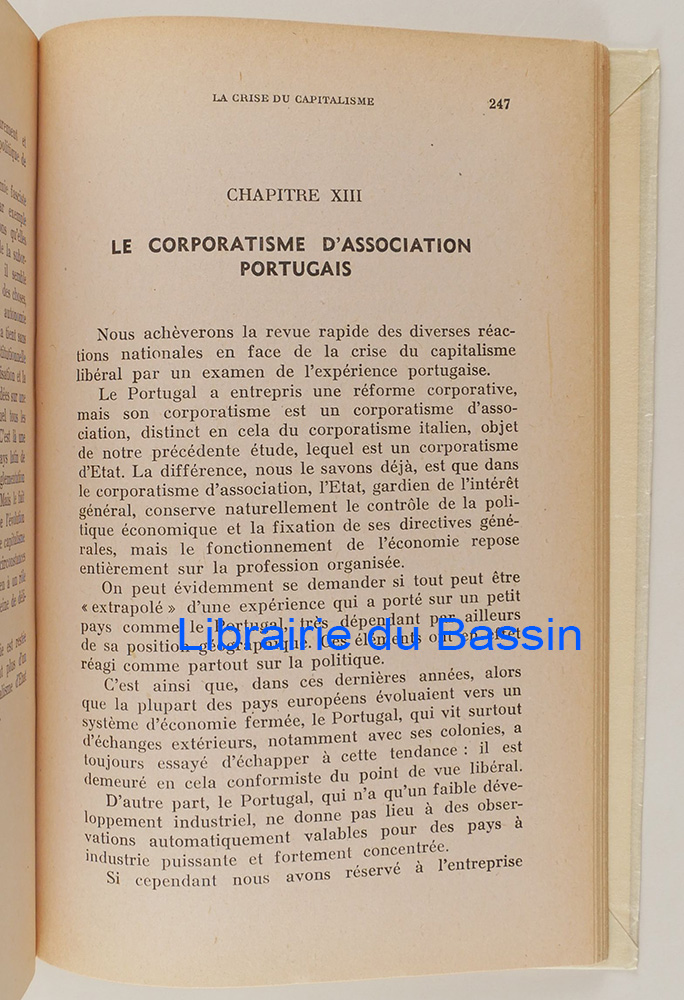 LA CRISE DU CAPITALISME
247
CHAPITRE XIII
LE CORPORATISME D'ASSOCIATION
PORTUGAIS
Nous achèverons la revue rapide des diverses réac-
tions nationales en face de la crise du capitalisme
libéral par un examen de l'expérience portugaise.
Le Portugal a entrepris une réforme corporative,
mais son corporatisme est un corporatisme d'asso-
ciation, distinct en cela du corporatisme italien, objet
de notre précédente étude, lequel est un corporatisme
d'Etat. La différence, nous le savons déjà, est que dans
le corporatisme d'association, l'Etat, gardien de l'intérêt
général, conserve naturellement le contrôle de la poli-
tique économique et la fixation de ses directives géné-
rales, mais le fonctionnement de l'économie repose
entièrement sur la profession organisée.
On peut évidemment se demander si tout peut être
« extrapolé » d'une expérience qui a porté sur un petit
pays comme le Portugal, très dépendant par ailleurs
de sa position géographique. Ces éléments ont en effet
réagi comme partout sur la politique.
C'est ainsi que, dans ces dernières années, alors
que la plupart des pays européens évoluaient vers un
système d'économie fermée, le Portugal, qui vit surtout
d'échanges extérieurs, notamment avec ses colonies, a
toujours essayé d'échapper à cette tendance : il est
demeuré en cela conformiste du point de vue libéral.
D'autre part, le Portugal, qui n'a qu'un faible déve-
loppement industriel, ne donne pas lieu à des obser-
vations automatiquement valables pour des pays à
industrie puissante et fortement concentrée.
Si cependant nous avons réservé à l'entreprise
Librairie du Bassin